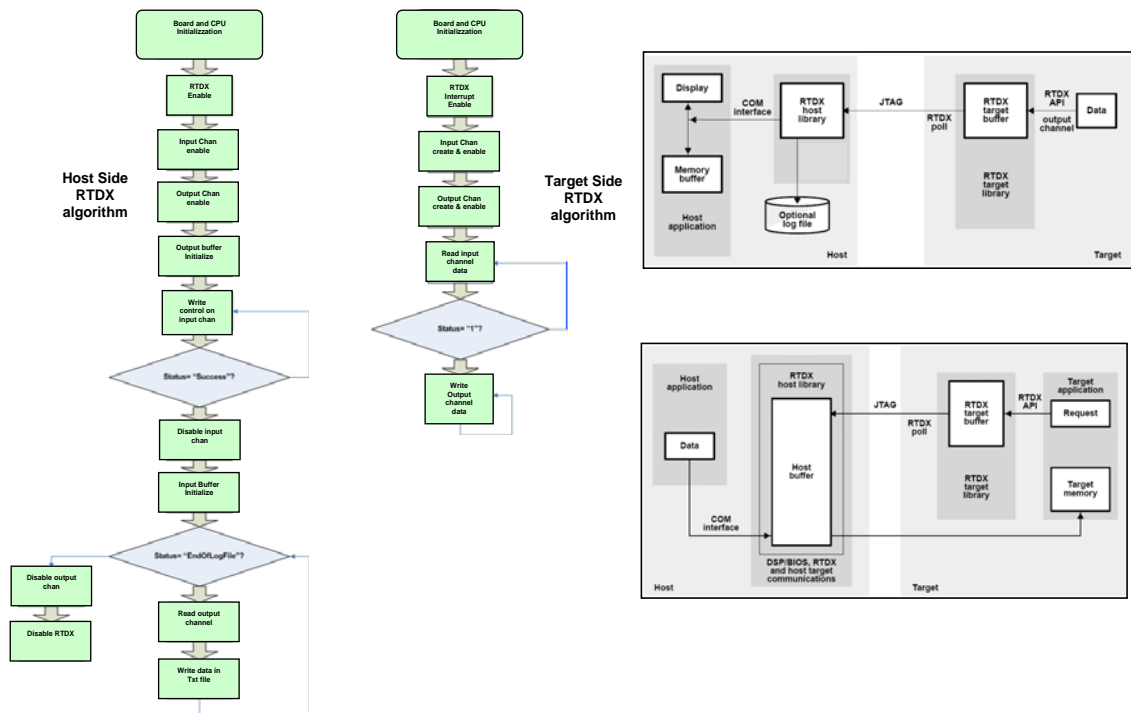 Board and CPU
Initializzation
RTDX
Enable
Input Chan
enable
Output Chan
enable
Output buffer
Initialize
Write
control on
input chan
Status= "Success"?
Disable input
chan
Input Buffer
Initialize
Status= "EndOfLogFile"?
Disable output
chan
Disable RTDX
Read output
channel
Write data in
Txt file
Host Side
RTDX
algorithm
Board and CPU
Initializzation
RTDX
Interrupt
Enable
Input Chan
create & enable
Output Chan
create & enable
Read input
channel
data
Status= "1"?
Write
Output
channel
data
Target Side
RTDX
algorithm
Display
Memory
buffer
Host
application
COM
interface
RTDX
host
library
Optional
log file
Host
JTAG
RTDX
poll
RTDX
target
buffer
RTDX
target
library
RTDX
API
output
channel
Data
Target
Host
application
Data
COM
interface
RTDX
host library
Host
buffer
DSP/BIOS, RTDX
and host target
communications
Host
JTAG
RTDX
poll
RTDX
target
buffer
RTDX
target
library
RTDX
API
Target
application
Request
Target
memory
Target